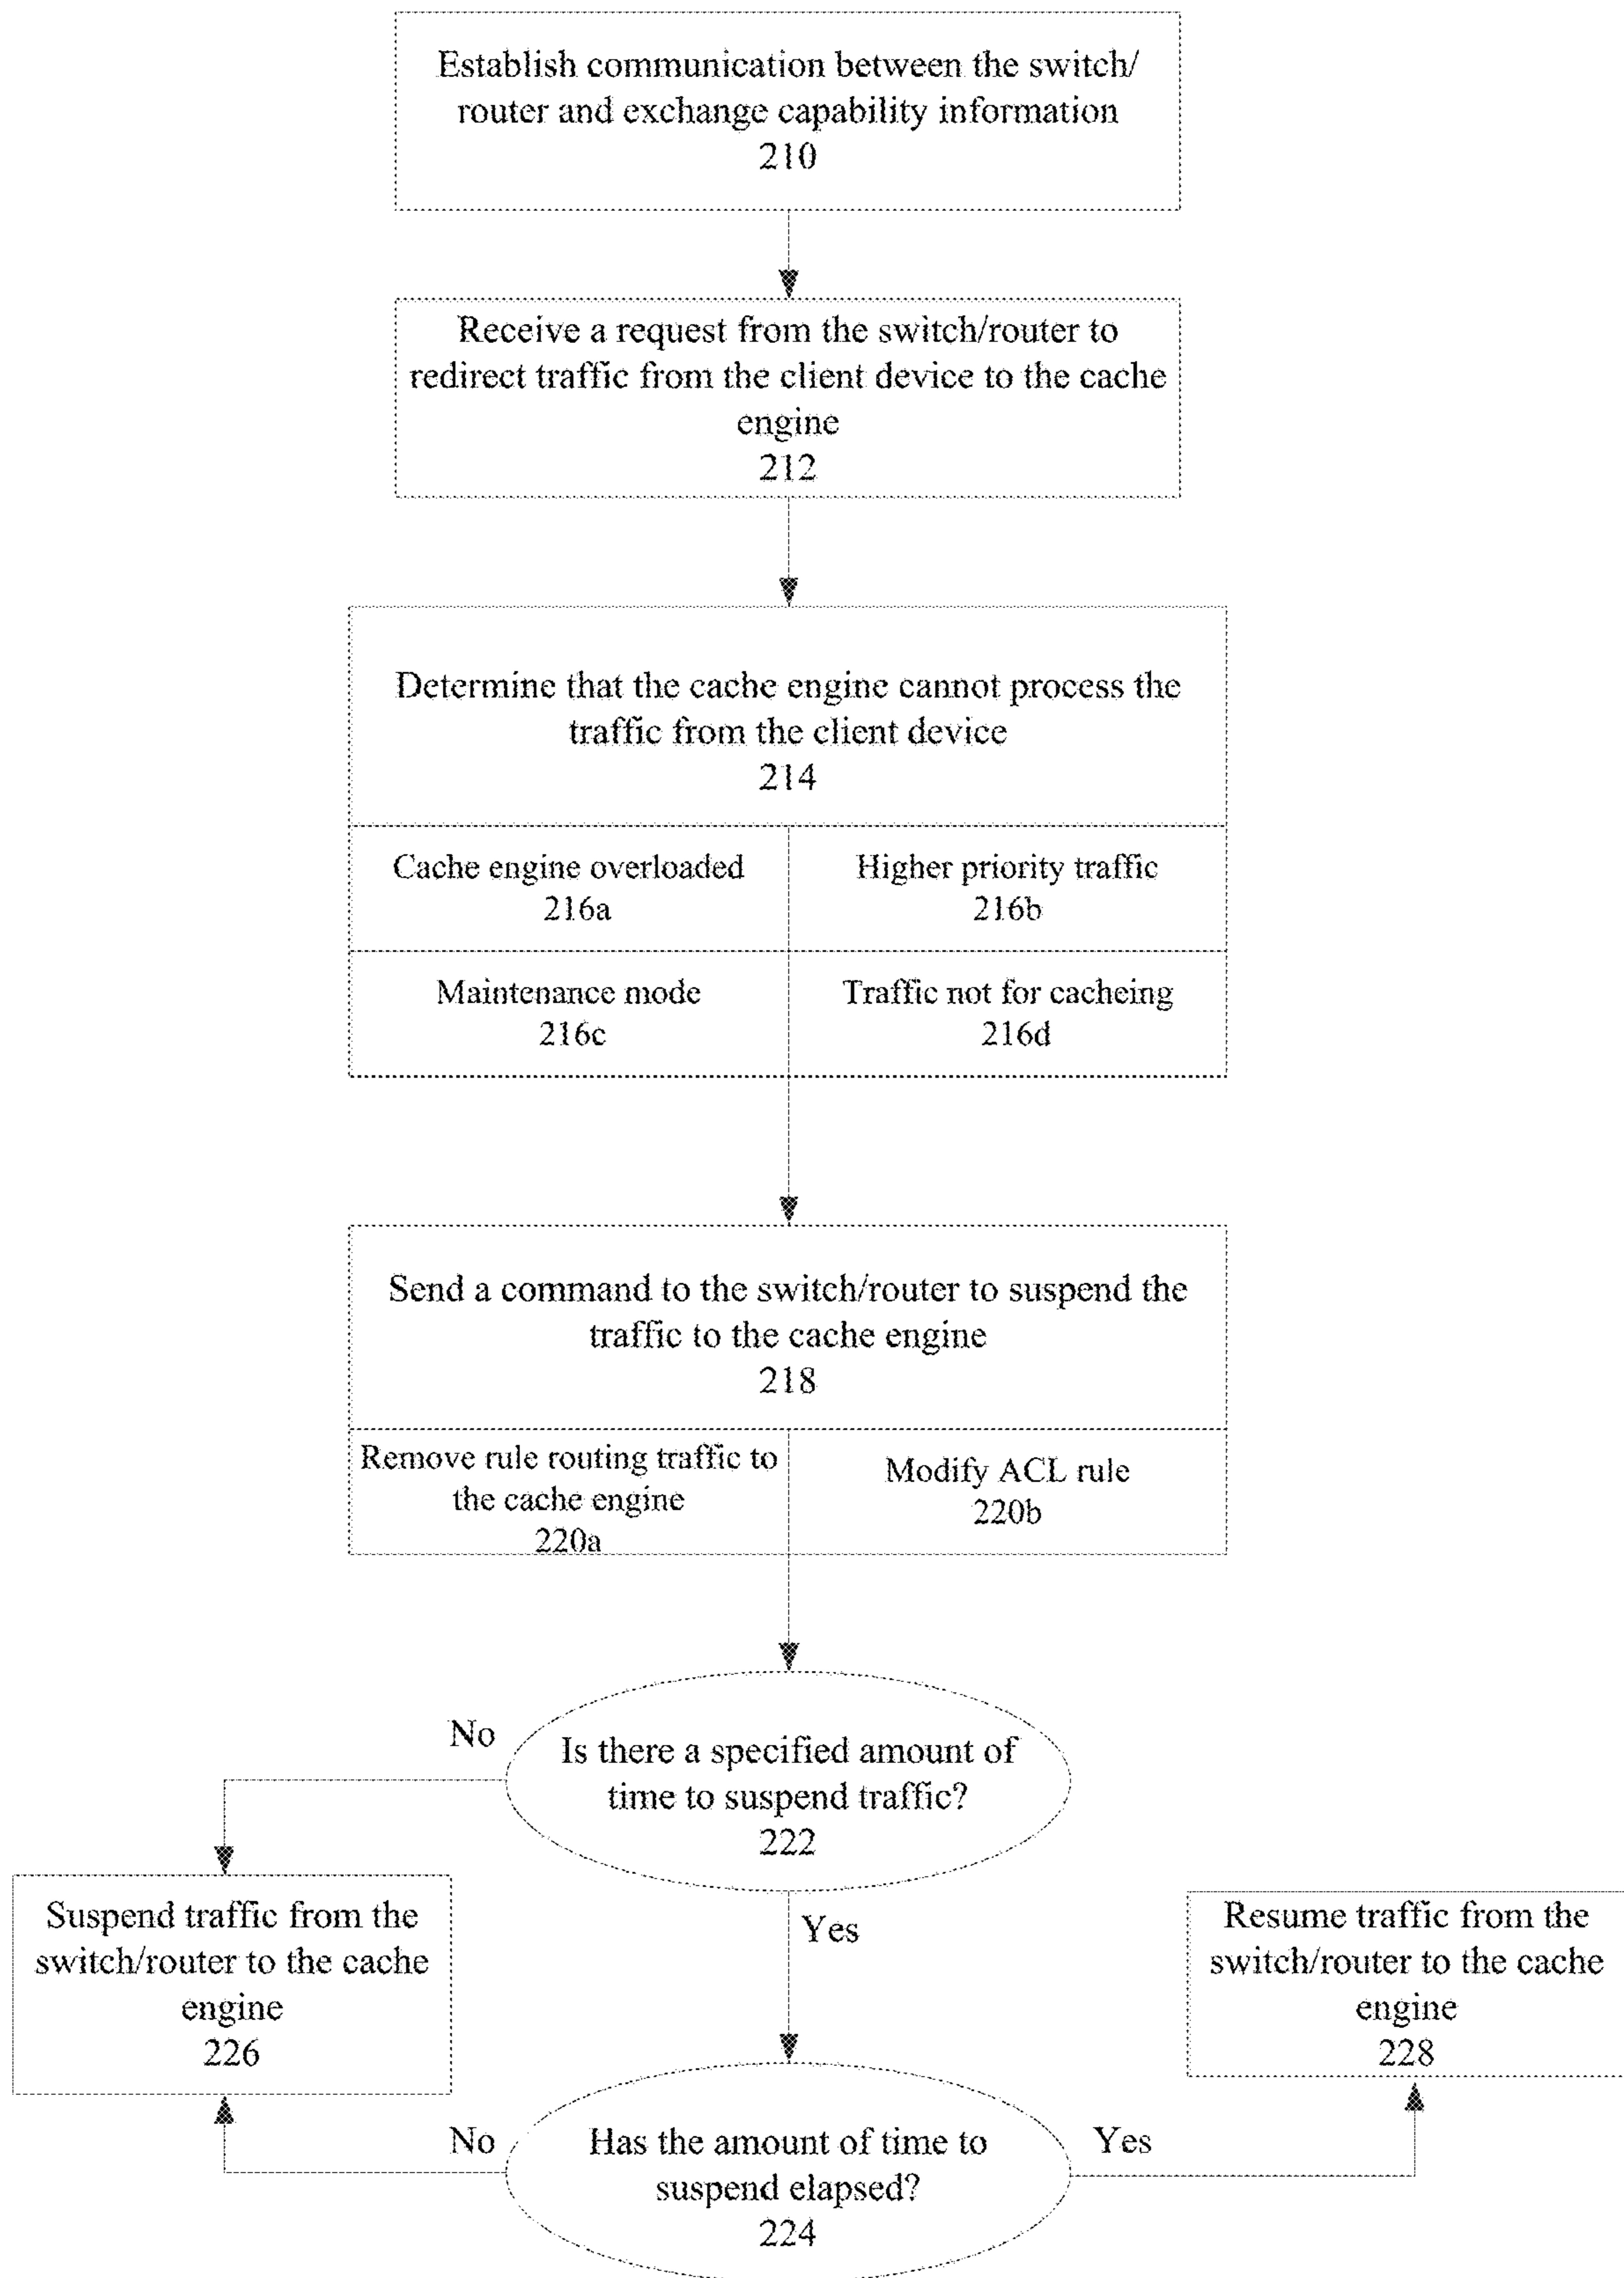 Establish communication between the switch/
router and exchange capability information
210
Receive a request from the switch/router to
redirect traffic from the client device to the cache
engine
212
Determine that the cache engine cannot process the
traffic from the client device
214
Cache engine overloaded
216a
Higher priority traffic
216b
Maintenance mode
216c
Traffic not for cacheing
216d
Send a command to the switch/router to suspend the
traffic to the cache engine
218
Remove rule routing traffic to
the cache engine
220a
Modify ACL rule
220b
No
Is there a specified amount of
time to suspend traffic?
222
Yes
Suspend traffic from the
switch/router to the cache
engine
226
Resume traffic from the
switch/router to the cache
engine
228
No
Has the amount of time to
suspend elapsed?
224
Yes